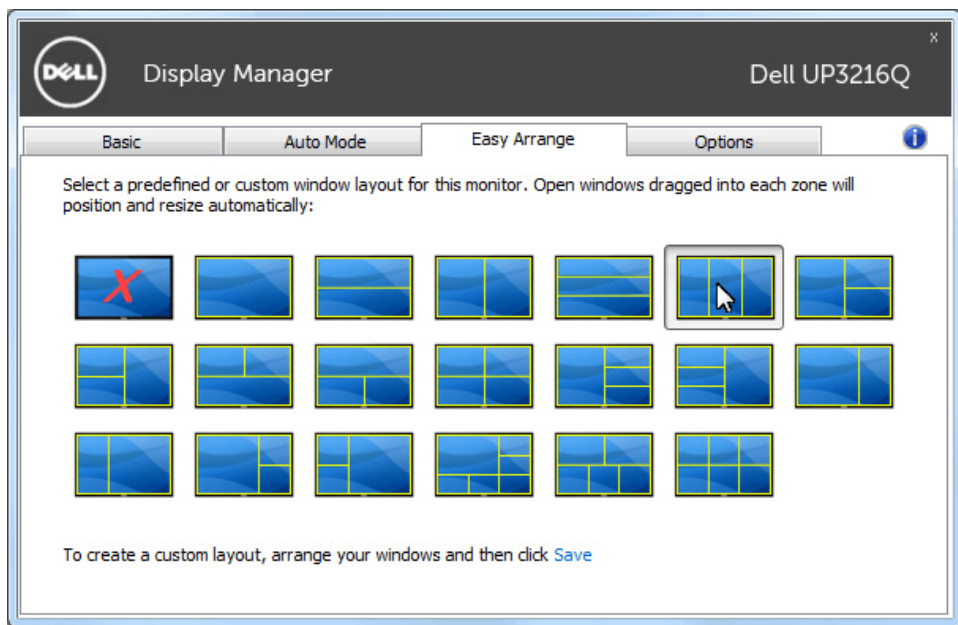 DELL
Display Manager
Dell UP3216Q
x
Basic
Auto Mode
Easy Arrange
Options
i
Select a predefined or custom window layout for this monitor. Open windows dragged into each zone will
position and resize automatically:
X
To create a custom layout, arrange your windows and then click Save